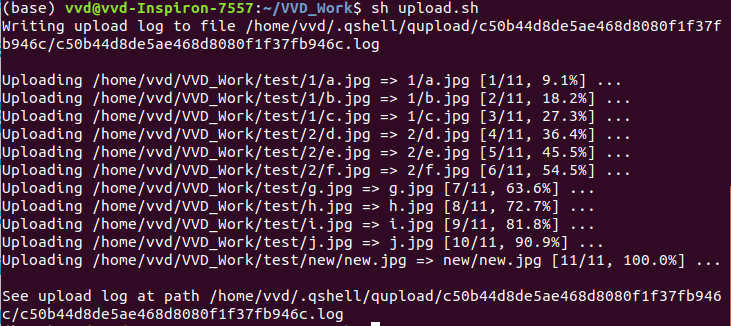 (base) vvd@vvd-Inspiron-7557:~/VVD_Work$ sh upload.sh
Writing upload log to file /home/vvd/.qshell/qupload/c50b44d8de5ae468d8080f1f37f
b946c/c50b44d8de5ae468d8080f1f37fb946c.log
Uploading /home/vvd/VVD_Work/test/1/a.jpg => 1/a.jpg [1/11, 9.1%] ...
Uploading /home/vvd/VVD_Work/test/1/b.jpg => 1/b.jpg [2/11, 18.2%] ...
Uploading /home/vvd/VVD_Work/test/1/c.jpg => 1/c.jpg [3/11, 27.3%] ...
Uploading /home/vvd/VVD_Work/test/2/d.jpg => 2/d.jpg [4/11, 36.4%] ...
Uploading /home/vvd/VVD_Work/test/2/e.jpg => 2/e.jpg [5/11, 45.5%] ...
Uploading /home/vvd/VVD_Work/test/2/f.jpg => 2/f.jpg [6/11, 54.5%] ...
Uploading /home/vvd/VVD_Work/test/g.jpg => g.jpg [7/11, 63.6%] ...
Uploading /home/vvd/VVD_Work/test/h.jpg => h.jpg [8/11, 72.7%] ...
Uploading /home/vvd/VVD_Work/test/i.jpg => i.jpg [9/11, 81.8%] ...
Uploading /home/vvd/VVD_Work/test/j.jpg => j.jpg [10/11, 90.9%] ...
Uploading /home/vvd/VVD_Work/test/new/new.jpg => new/new.jpg [11/11, 100.0%] ...
See upload log at path /home/vvd/.qshell/qupload/c50b44d8de5ae468d8080f1f37fb946
c/c50b44d8de5ae468d8080f1f37fb946c.log